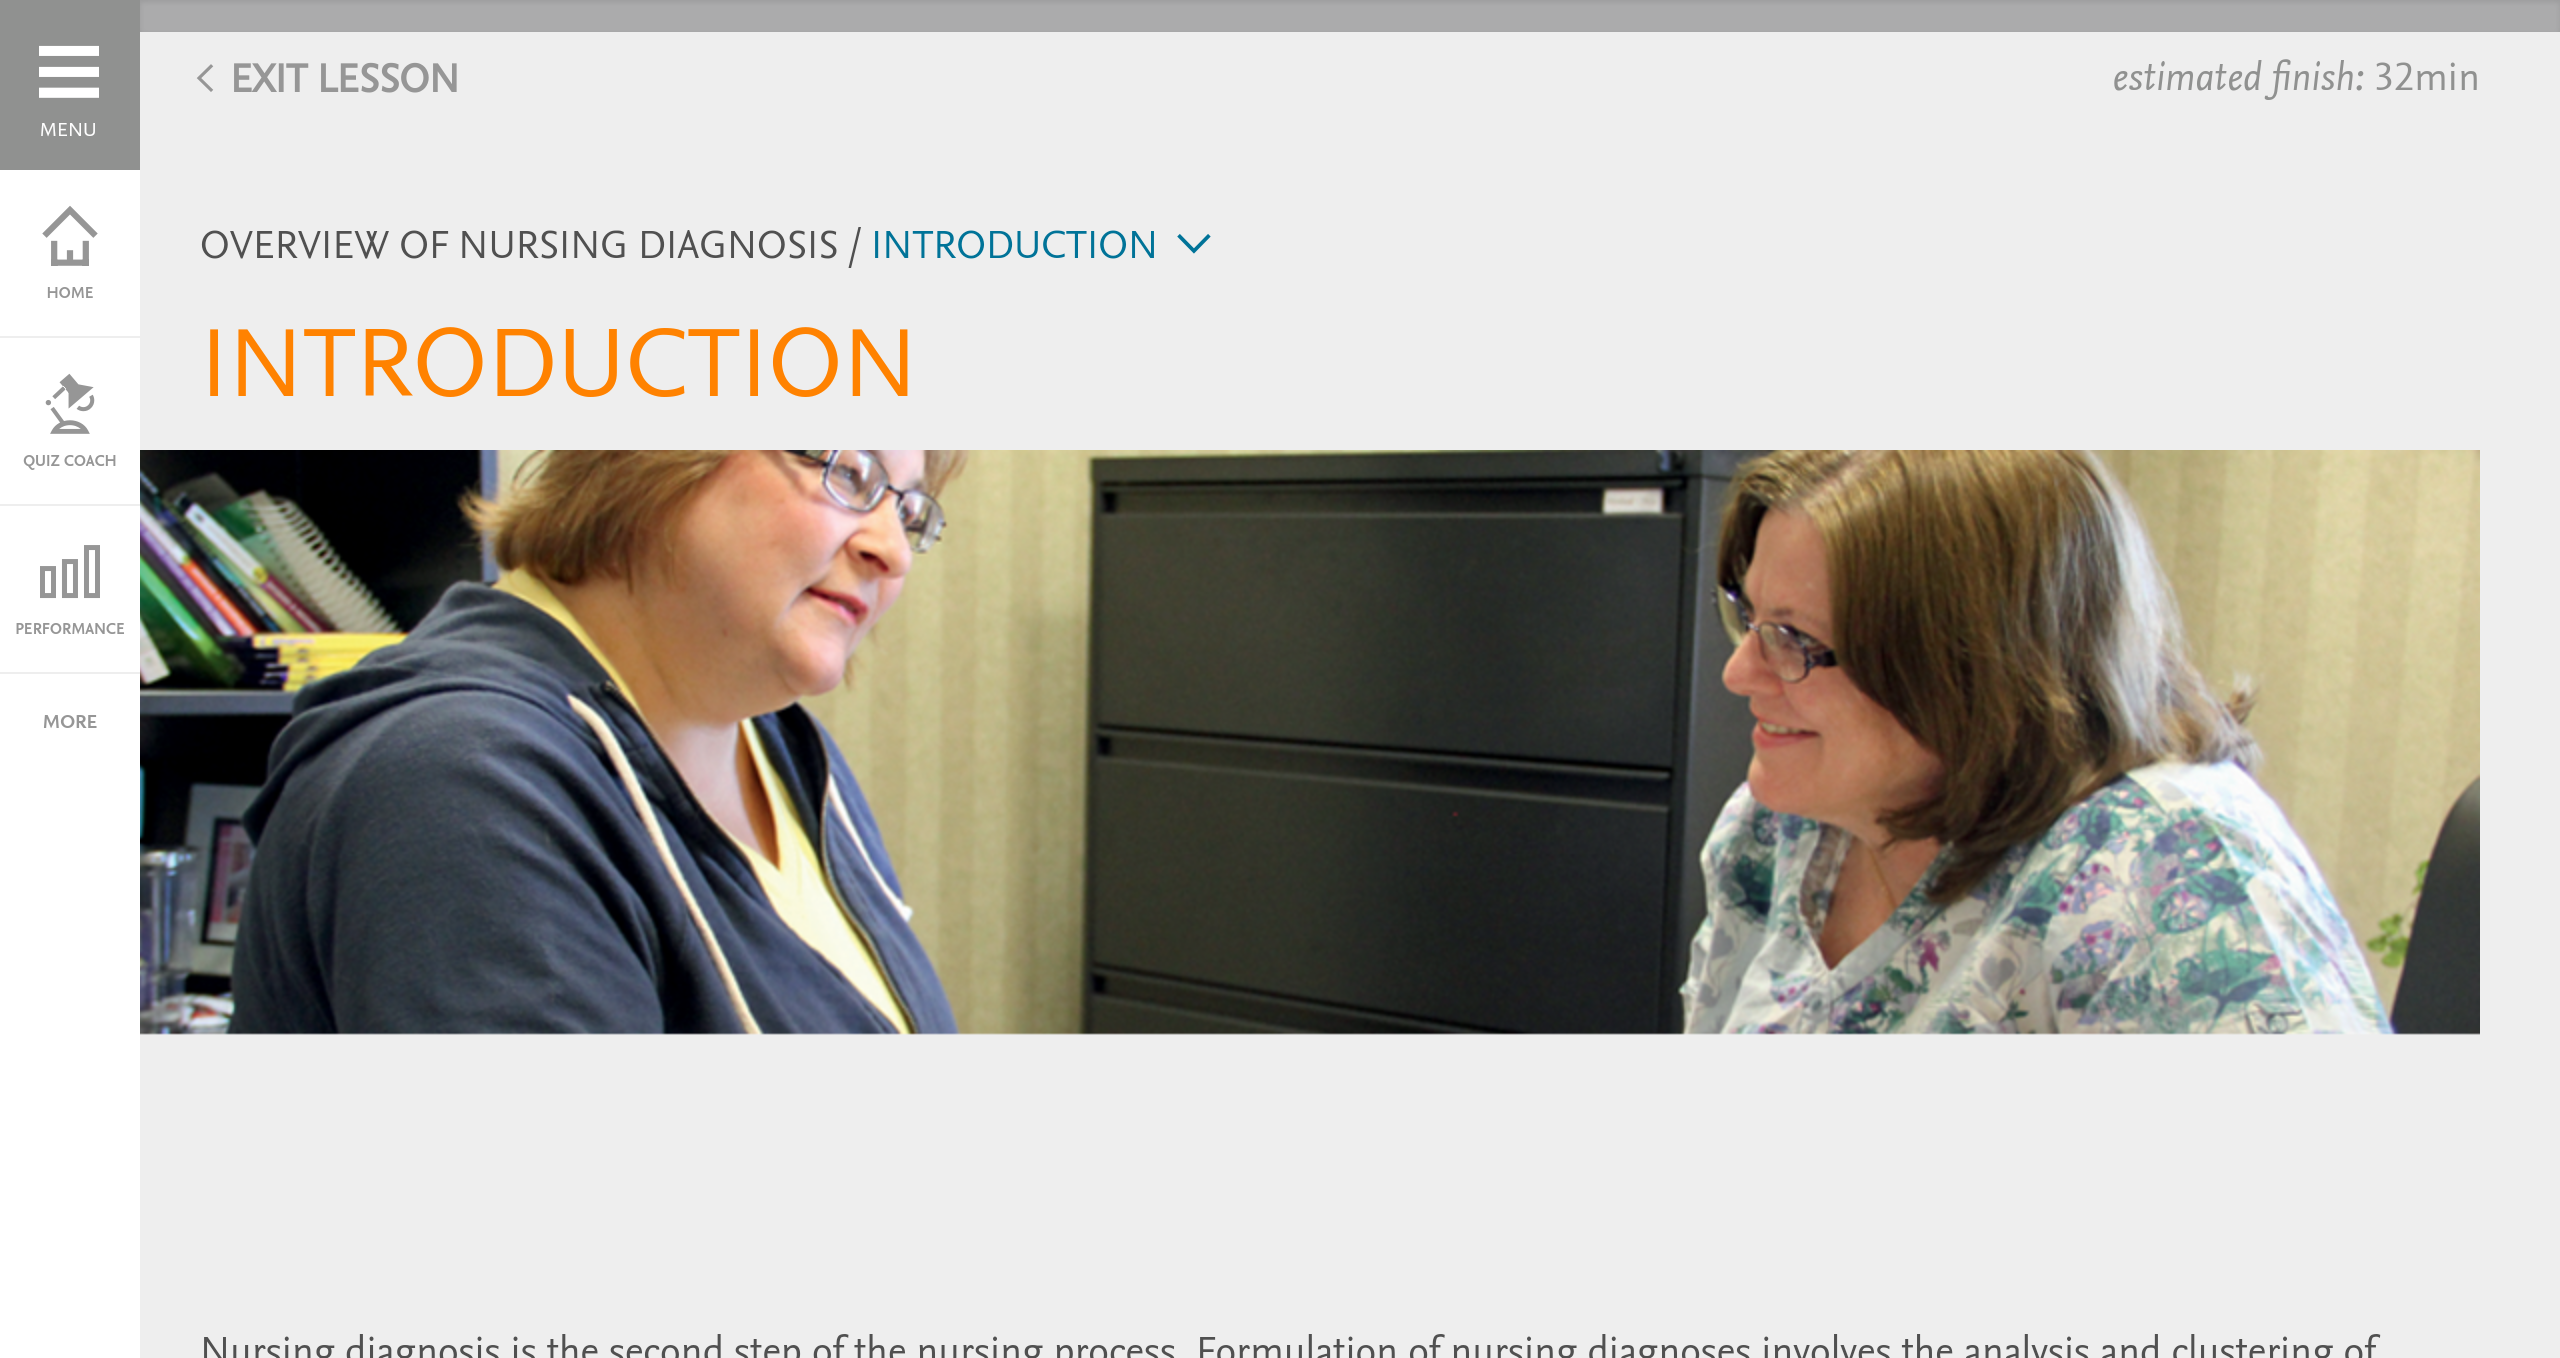 MENU
EXIT LESSON
estimated finish: 32min
HOME
QUIZ COACH
PERFORMANCE
MORE
OVERVIEW OF NURSING DIAGNOSIS / INTRODUCTION
INTRODUCTION
Nursing diagnosis is the second step of the nursing process. Formulation of nursing diagnoses involves the analysis and clustering of